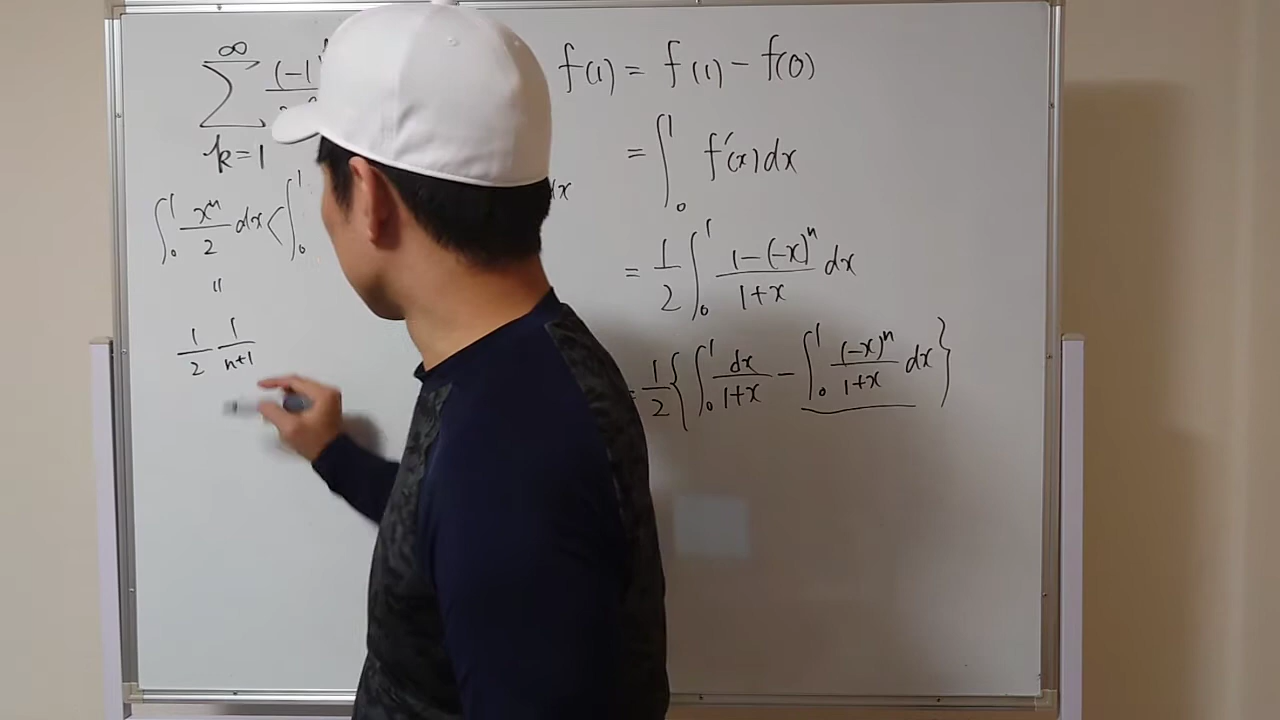 ∞
∑ (-1)
k=1
∫₀¹ xⁿ/2 dx < ∫₀¹ dx
"
1/2 1/(n+1)
f(1) = f(1) - f(0)
= ∫₀¹ f'(x)dx
= 1/2 ∫₀¹ (1-(-x)ⁿ)/(1+x) dx
= 1/2 { ∫₀¹ dx/(1+x) - ∫₀¹ (-x)ⁿ/(1+x) dx }